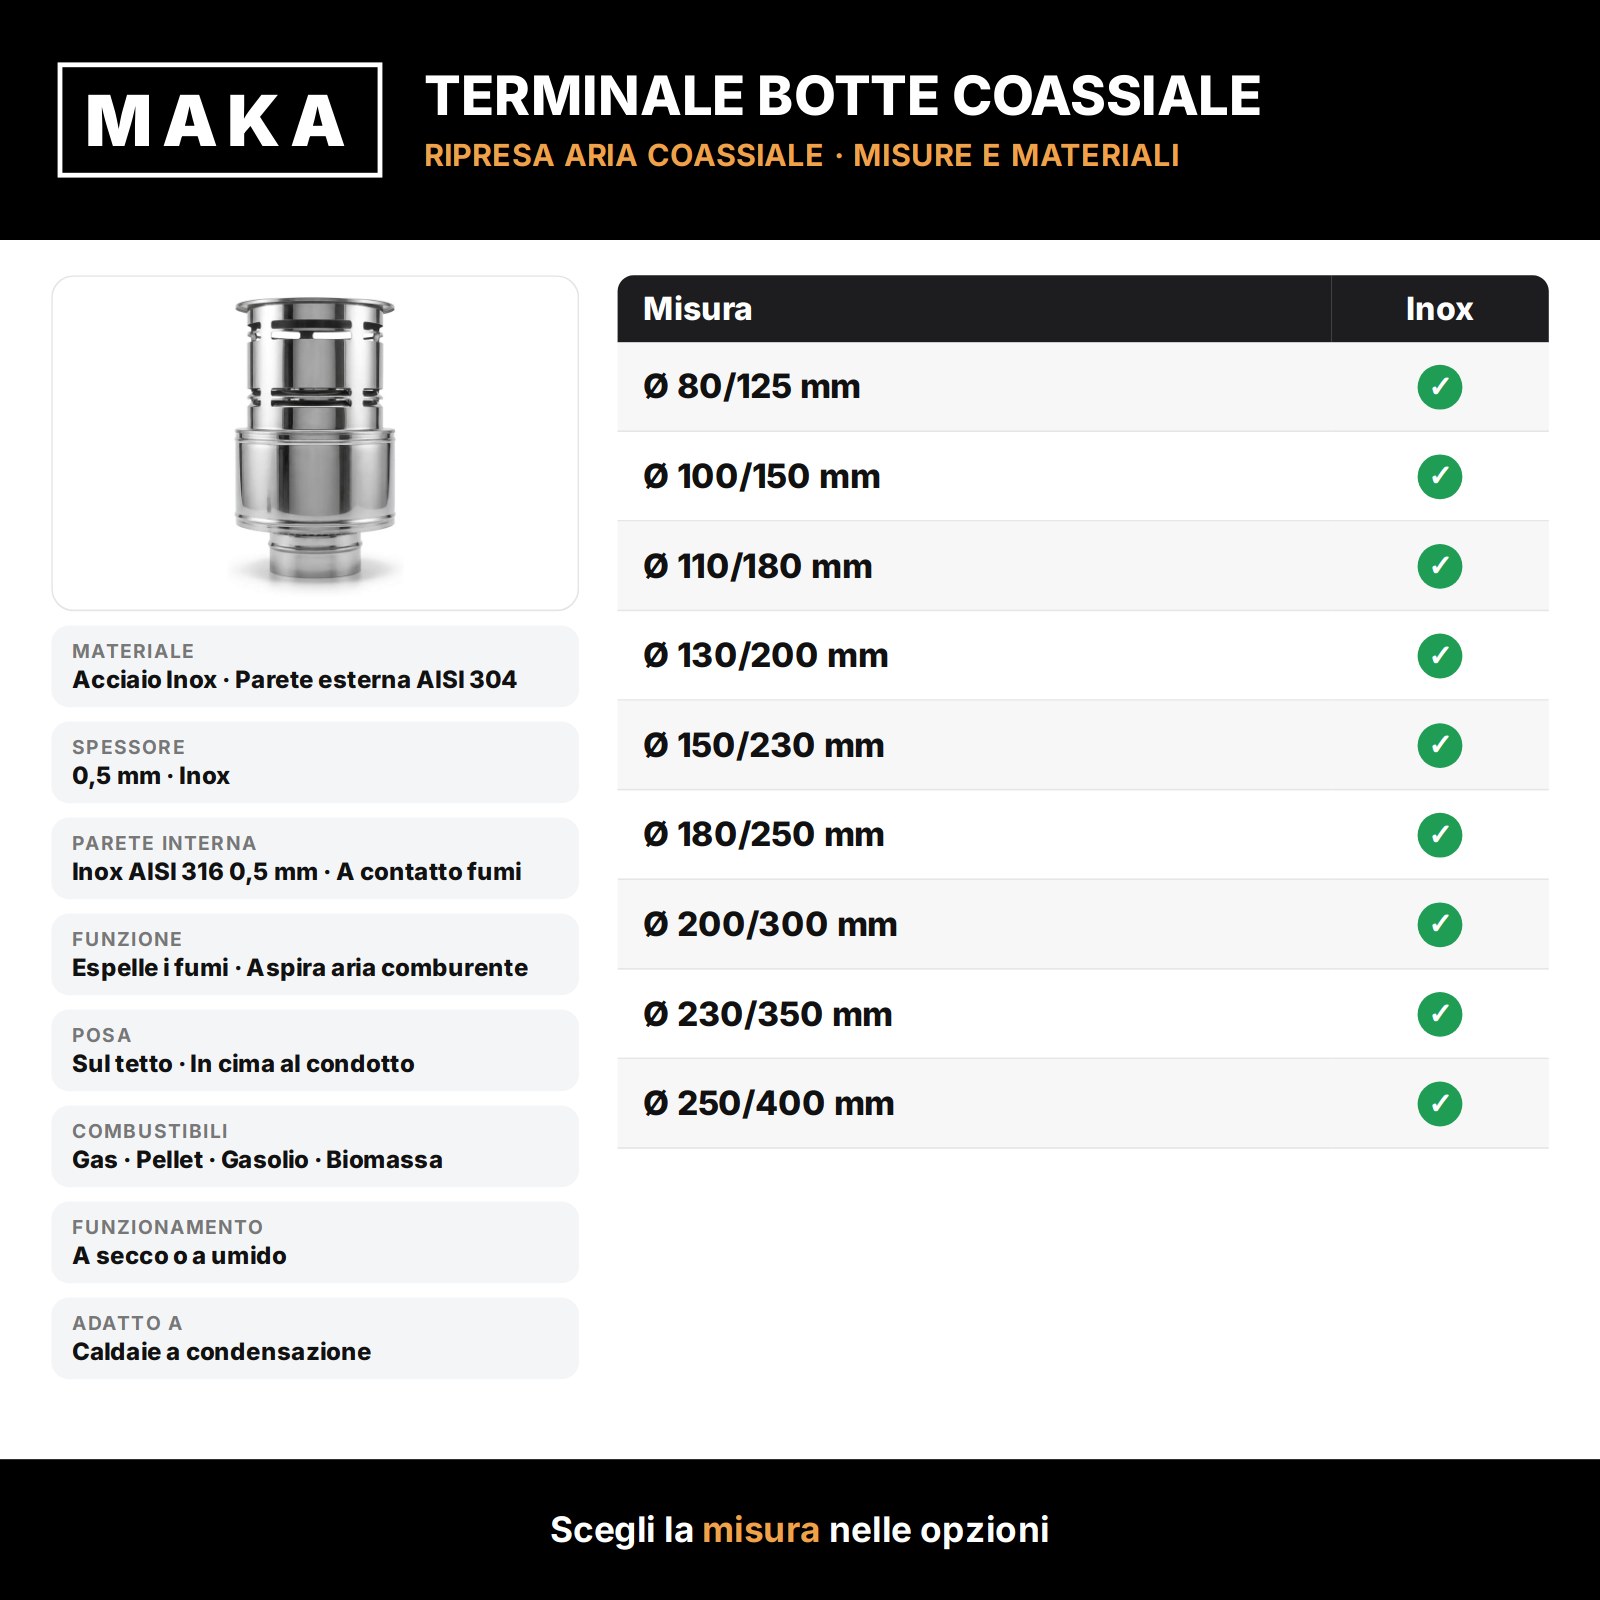 MAKA
TERMINALE BOTTE COASSIALE
RIPRESA ARIA COASSIALE · MISURE E MATERIALI
MATERIALE
Acciaio Inox · Parete esterna AISI 304
SPESSORE
0,5 mm · Inox
PARETE INTERNA
Inox AISI 316 0,5 mm · A contatto fumi
FUNZIONE
Espelle i fumi · Aspira aria comburente
POSA
Sul tetto · In cima al condotto
COMBUSTIBILI
Gas · Pellet · Gasolio · Biomassa
FUNZIONAMENTO
A secco o a umido
ADATTO A
Caldaie a condensazione
Misura Inox
Ø 80/125 mm ✓
Ø 100/150 mm ✓
Ø 110/180 mm ✓
Ø 130/200 mm ✓
Ø 150/230 mm ✓
Ø 180/250 mm ✓
Ø 200/300 mm ✓
Ø 230/350 mm ✓
Ø 250/400 mm ✓
Scegli la misura nelle opzioni